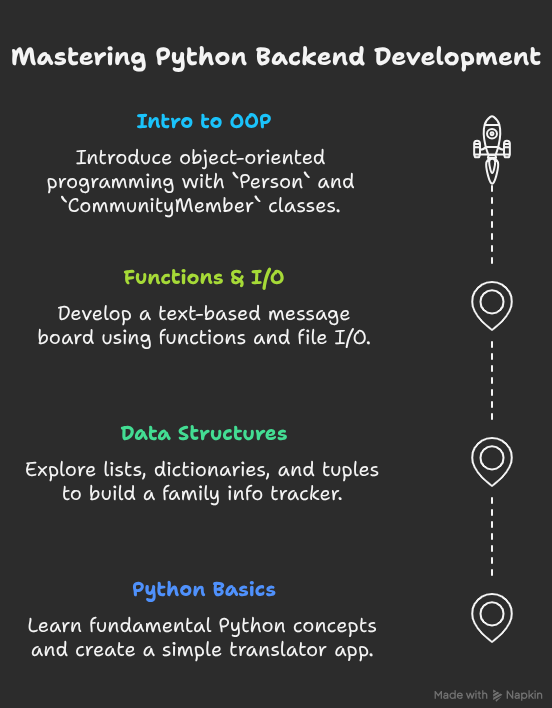 Mastering Python Backend Development
Intro to OOP
Introduce object-oriented
programming with `Person` and
`CommunityMember` classes.
Functions & I/O
Develop a text-based message
board using functions and file I/O.
Data Structures
Explore lists, dictionaries, and tuples
to build a family info tracker.
Python Basics
Learn fundamental Python concepts
and create a simple translator app.
Made with Napkin